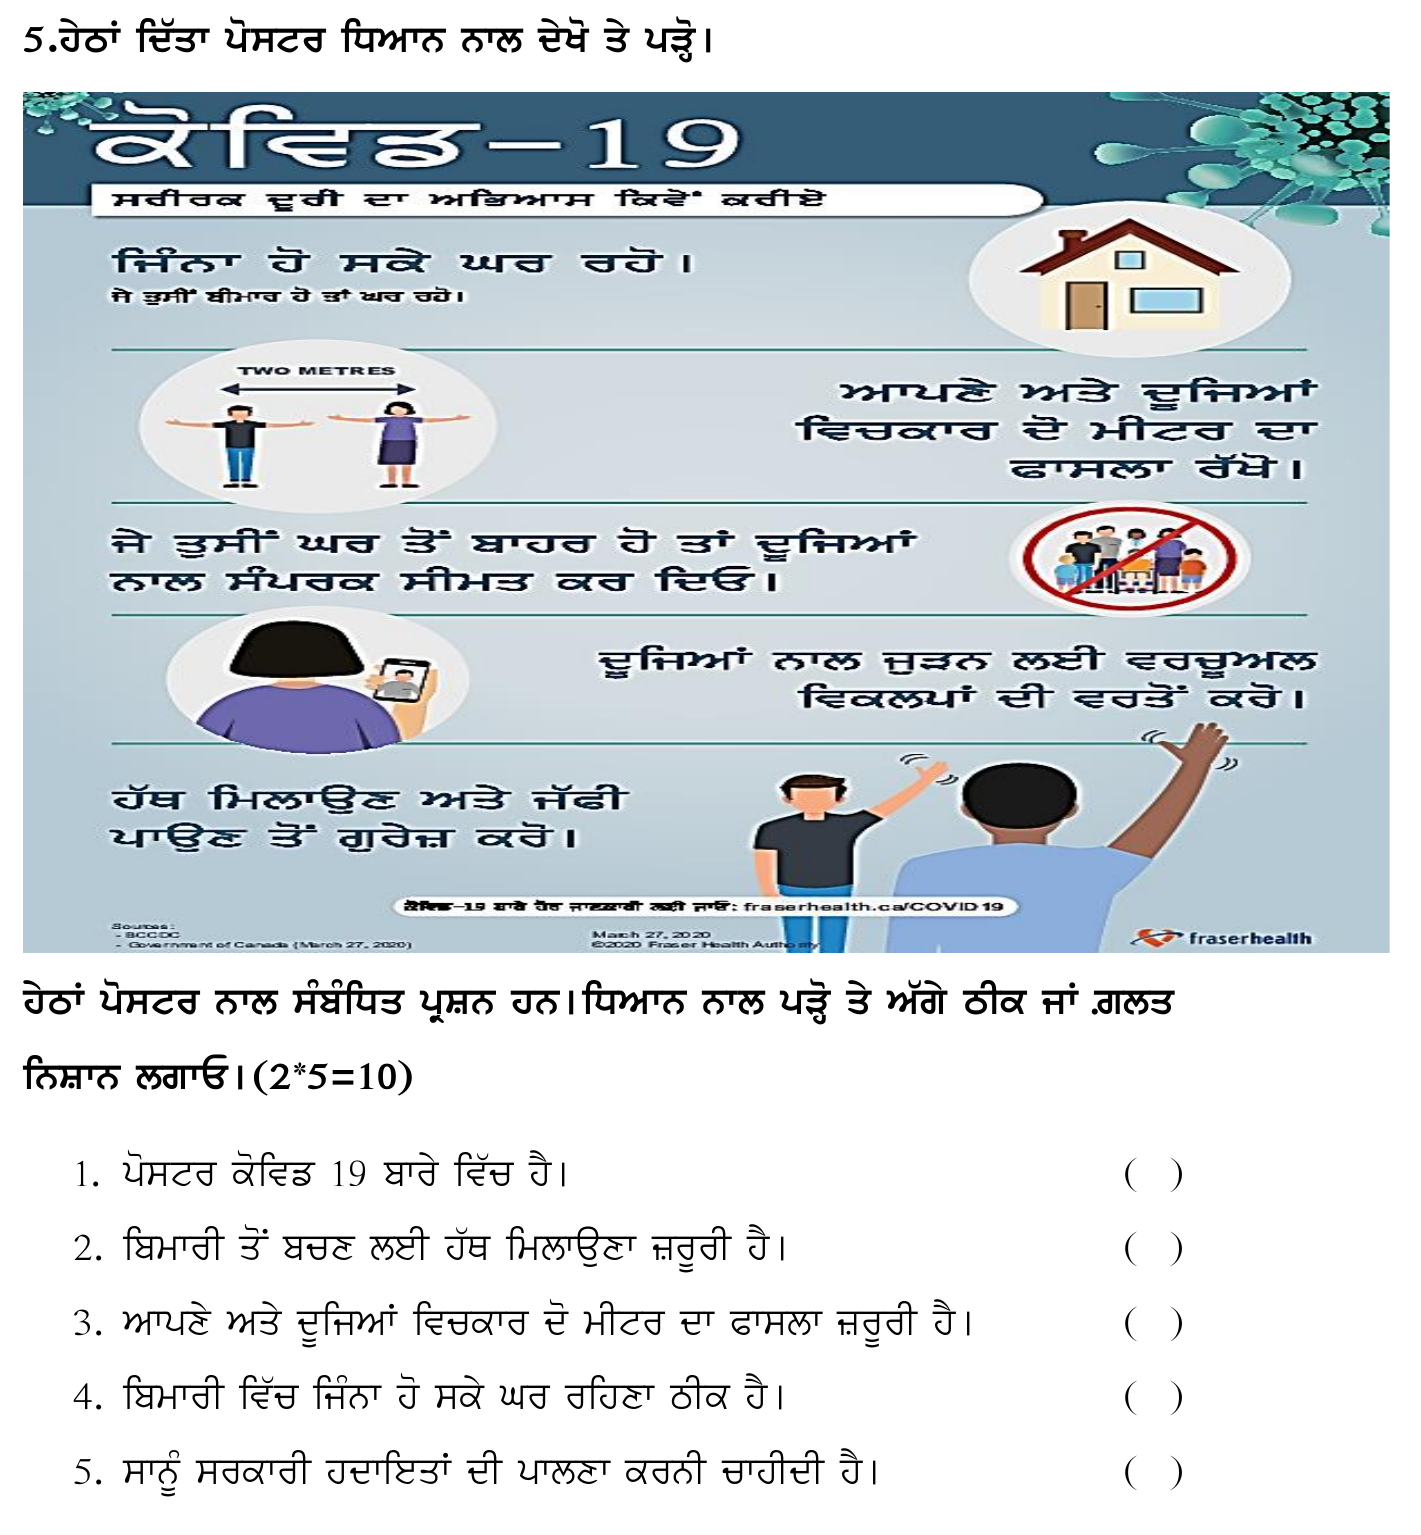 5.ਹੇਠਾਂ ਦਿੱਤਾ ਪੋਸਟਰ ਧਿਆਨ ਨਾਲ ਦੇਖੋ ਤੇ ਪੜ੍ਹੋ।
ਕੋਵਿਡ-19
ਸਰੀਰਕ ਦੂਰੀ ਦਾ ਅਭਿਆਸ ਕਿਵੇਂ ਕਰੀਏ
ਜਿੰਨਾ ਹੋ ਸਕੇ ਘਰ ਰਹੋ।
ਜੇ ਤੁਸੀਂ ਬੀਮਾਰ ਹੋ ਤਾਂ ਘਰ ਰਹੋ।
TWO METRES
ਆਪਣੇ ਅਤੇ ਦੂਜਿਆਂ
ਵਿਚਕਾਰ ਦੋ ਮੀਟਰ ਦਾ
ਫਾਸਲਾ ਰੱਖੋ।
ਜੇ ਤੁਸੀਂ ਘਰ ਤੋਂ ਬਾਹਰ ਹੋ ਤਾਂ ਦੂਜਿਆਂ
ਨਾਲ ਸੰਪਰਕ ਸੀਮਤ ਕਰ ਦਿਓ।
ਦੂਜਿਆਂ ਨਾਲ ਜੁੜਨ ਲਈ ਵਰਚੂਅਲ
ਵਿਕਲਪਾਂ ਦੀ ਵਰਤੋਂ ਕਰੋ।
ਹੱਥ ਮਿਲਾਉਣ ਅਤੇ ਜੱਫੀ
ਪਾਉਣ ਤੋਂ ਗੁਰੇਜ਼ ਕਰੋ।
ਕੋਵਿਡ-19 ਬਾਰੇ ਹੋਰ ਜਾਣਕਾਰੀ ਲਈ ਜਾਓ: fraserhealth.ca/COVID19
Sources:
- BCCDC
- Government of Canada (March 27, 2020)
March 27, 2020
©2020 Fraser Health Authority
fraserhealth
ਹੇਠਾਂ ਪੋਸਟਰ ਨਾਲ ਸੰਬੰਧਿਤ ਪ੍ਰਸ਼ਨ ਹਨ।ਧਿਆਨ ਨਾਲ ਪੜ੍ਹੋ ਤੇ ਅੱਗੇ ਠੀਕ ਜਾਂ .ਗਲਤ
ਨਿਸ਼ਾਨ ਲਗਾਓ।(2*5=10)
1. ਪੋਸਟਰ ਕੋਵਿਡ 19 ਬਾਰੇ ਵਿੱਚ ਹੈ। ( )
2. ਬਿਮਾਰੀ ਤੋਂ ਬਚਣ ਲਈ ਹੱਥ ਮਿਲਾਉਣਾ ਜ਼ਰੂਰੀ ਹੈ। ( )
3. ਆਪਣੇ ਅਤੇ ਦੂਜਿਆਂ ਵਿਚਕਾਰ ਦੋ ਮੀਟਰ ਦਾ ਫਾਸਲਾ ਜ਼ਰੂਰੀ ਹੈ। ( )
4. ਬਿਮਾਰੀ ਵਿੱਚ ਜਿੰਨਾ ਹੋ ਸਕੇ ਘਰ ਰਹਿਣਾ ਠੀਕ ਹੈ। ( )
5. ਸਾਨੂੰ ਸਰਕਾਰੀ ਹਦਾਇਤਾਂ ਦੀ ਪਾਲਣਾ ਕਰਨੀ ਚਾਹੀਦੀ ਹੈ। ( )